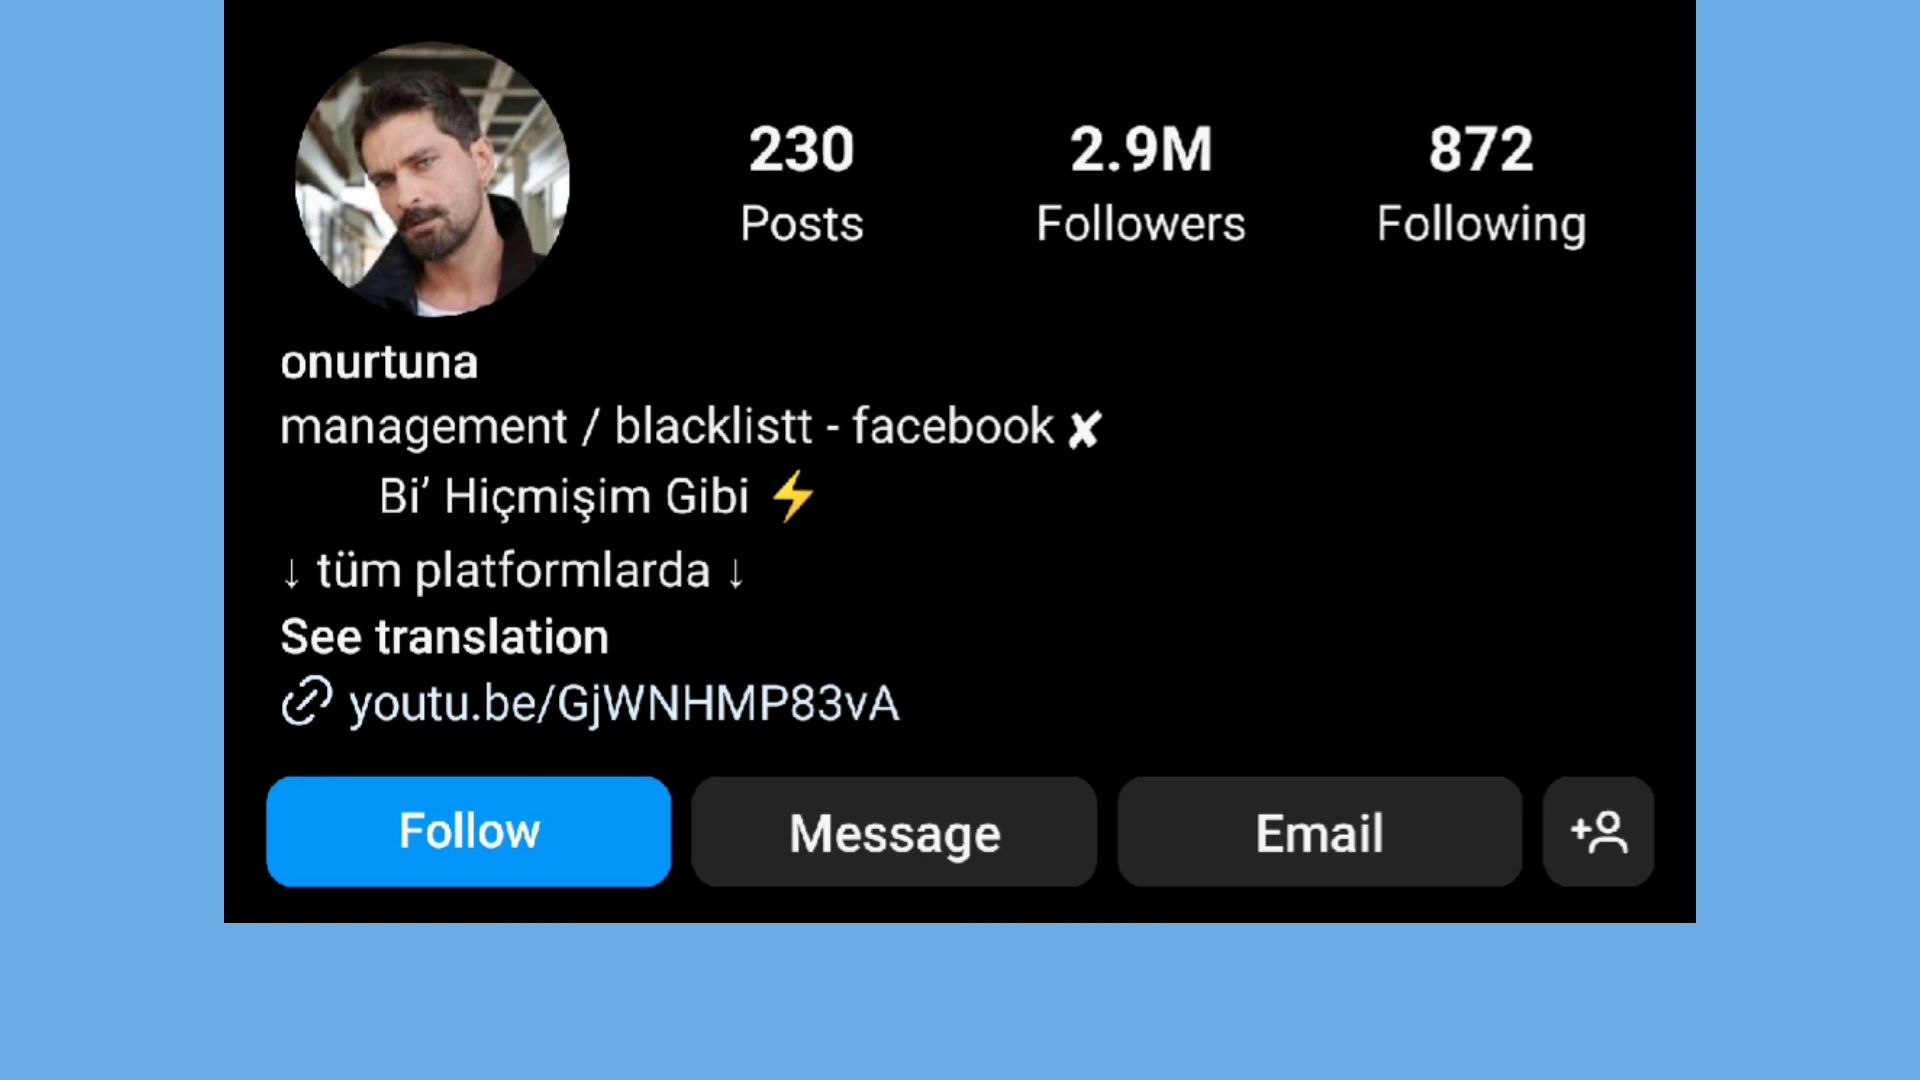 230 2.9M 872
Posts Followers Following
onurtuna
management / blacklistt - facebook ✘
Bi’ Hiçmişim Gibi ⚡
↓ tüm platformlarda ↓
See translation
youtu.be/GjWNHMP83vA
Follow Message Email